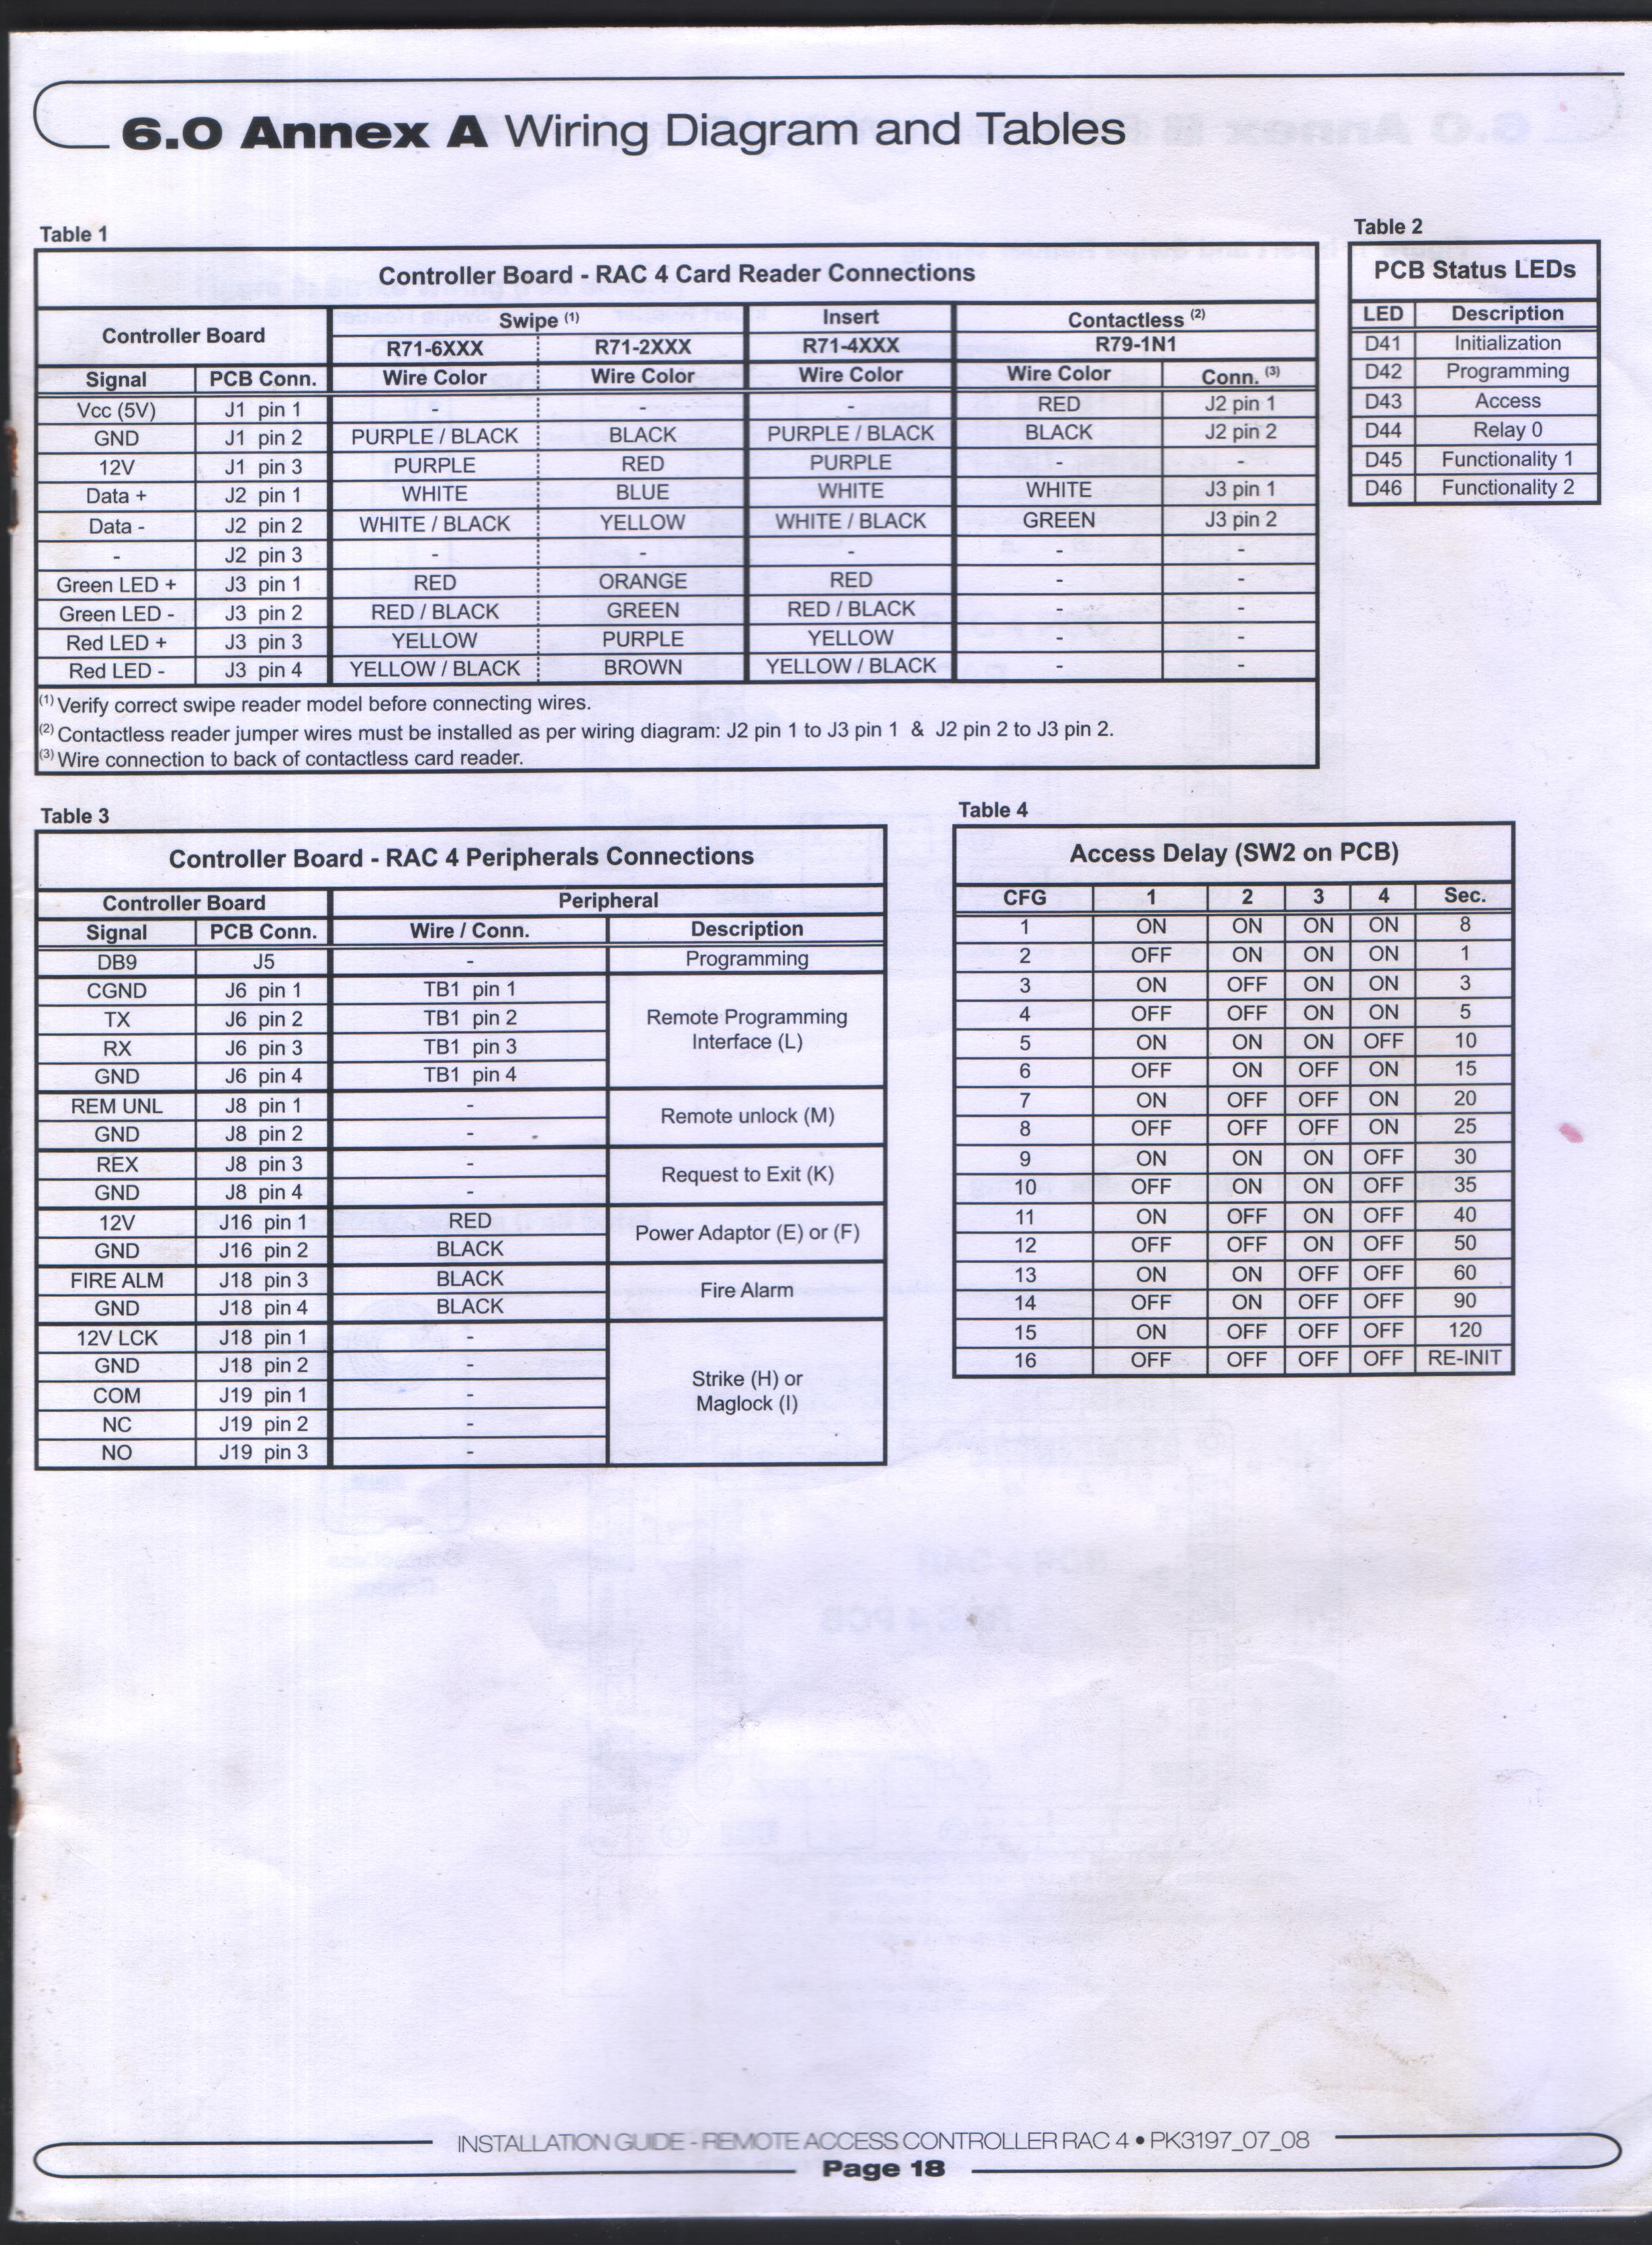 6.0 Annex A Wiring Diagram and Tables
Table 1
Controller Board - RAC 4 Card Reader Connections
Controller Board Swipe (1) Insert Contactless (2)
R71-6XXX R71-2XXX R71-4XXX R79-1N1
Signal PCB Conn. Wire Color Wire Color Wire Color Wire Color Conn. (3)
Vcc (5V) J1 pin 1 - - - RED J2 pin 1
GND J1 pin 2 PURPLE / BLACK BLACK PURPLE / BLACK BLACK J2 pin 2
12V J1 pin 3 PURPLE RED PURPLE - -
Data + J2 pin 1 WHITE BLUE WHITE WHITE J3 pin 1
Data - J2 pin 2 WHITE / BLACK YELLOW WHITE / BLACK GREEN J3 pin 2
- J2 pin 3 - - - - -
Green LED + J3 pin 1 RED ORANGE RED - -
Green LED - J3 pin 2 RED / BLACK GREEN RED / BLACK - -
Red LED + J3 pin 3 YELLOW PURPLE YELLOW - -
Red LED - J3 pin 4 YELLOW / BLACK BROWN YELLOW / BLACK - -
(1) Verify correct swipe reader model before connecting wires.
(2) Contactless reader jumper wires must be installed as per wiring diagram: J2 pin 1 to J3 pin 1 & J2 pin 2 to J3 pin 2.
(3) Wire connection to back of contactless card reader.
Table 2
PCB Status LEDs
LED Description
D41 Initialization
D42 Programming
D43 Access
D44 Relay 0
D45 Functionality 1
D46 Functionality 2
Table 3
Controller Board - RAC 4 Peripherals Connections
Controller Board Peripheral
Signal PCB Conn. Wire / Conn. Description
DB9 J5 - Programming
CGND J6 pin 1 TB1 pin 1
TX J6 pin 2 TB1 pin 2 Remote Programming
RX J6 pin 3 TB1 pin 3 Interface (L)
GND J6 pin 4 TB1 pin 4
REM UNL J8 pin 1 - Remote unlock (M)
GND J8 pin 2 -
REX J8 pin 3 - Request to Exit (K)
GND J8 pin 4 -
12V J16 pin 1 RED Power Adaptor (E) or (F)
GND J16 pin 2 BLACK
FIRE ALM J18 pin 3 BLACK Fire Alarm
GND J18 pin 4 BLACK
12V LCK J18 pin 1 -
GND J18 pin 2 - Strike (H) or
COM J19 pin 1 - Maglock (I)
NC J19 pin 2 -
NO J19 pin 3 -
Table 4
Access Delay (SW2 on PCB)
CFG 1 2 3 4 Sec.
1 ON ON ON ON 8
2 OFF ON ON ON 1
3 ON OFF ON ON 3
4 OFF OFF ON ON 5
5 ON ON ON OFF 10
6 OFF ON OFF ON 15
7 ON OFF OFF ON 20
8 OFF OFF OFF ON 25
9 ON ON ON OFF 30
10 OFF ON ON OFF 35
11 ON OFF ON OFF 40
12 OFF OFF ON OFF 50
13 ON ON OFF OFF 60
14 OFF ON OFF OFF 90
15 ON OFF OFF OFF 120
16 OFF OFF OFF OFF RE-INIT
INSTALLATION GUIDE - REMOTE ACCESS CONTROLLER RAC 4 • PK3197_07_08
Page 18